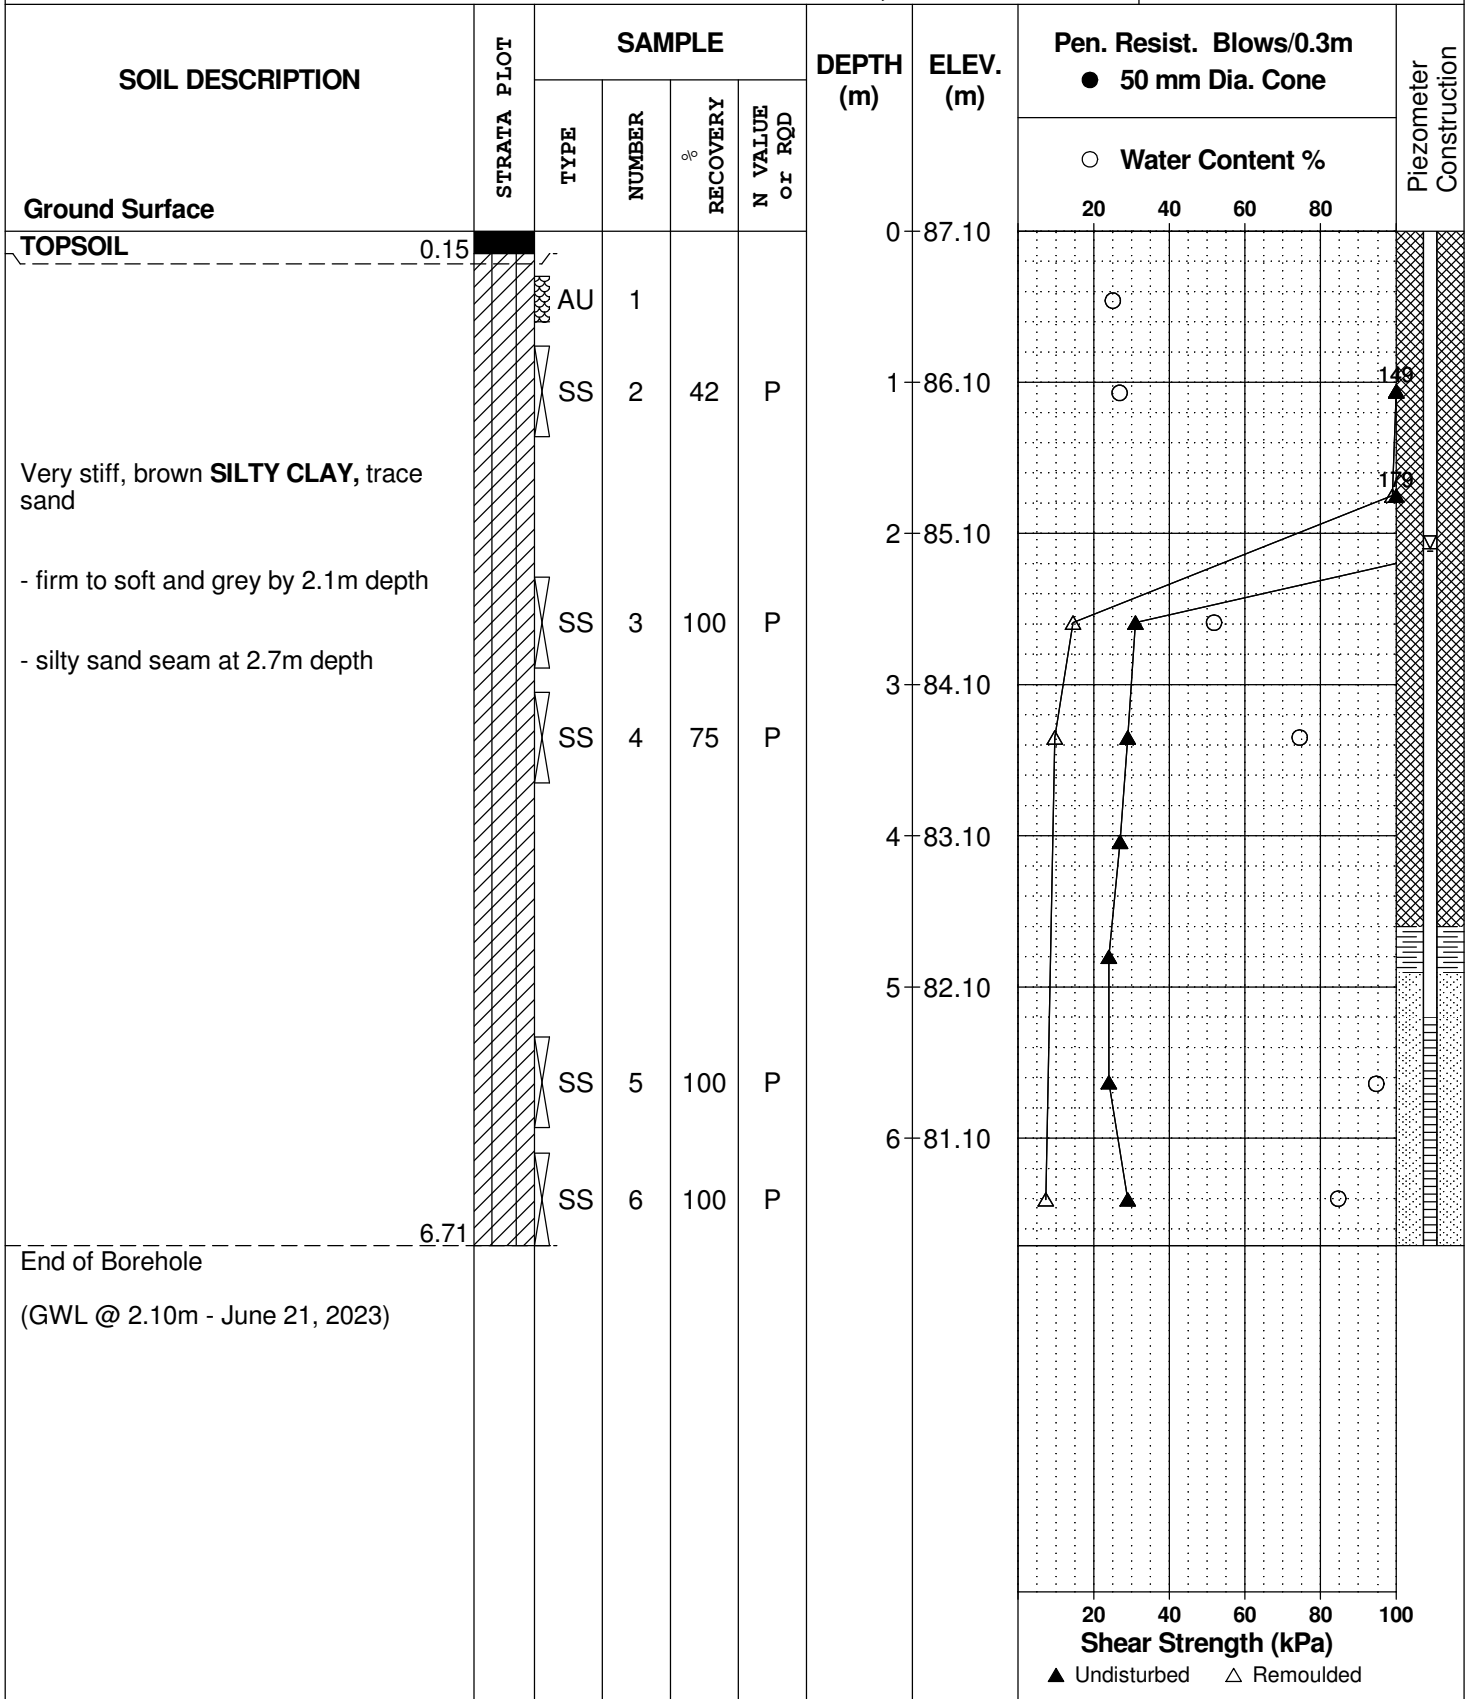 SOIL DESCRIPTION
Ground Surface
STRATA PLOT
SAMPLE
TYPE
NUMBER
% RECOVERY
N VALUE
or RQD
DEPTH
(m)
ELEV.
(m)
Pen. Resist. Blows/0.3m
● 50 mm Dia. Cone
○ Water Content %
20 40 60 80
Piezometer
Construction
TOPSOIL 0.15
0 87.10
AU 1
SS 2 42 P
1 86.10
149
Very stiff, brown SILTY CLAY, trace
sand
179
2 85.10
- firm to soft and grey by 2.1m depth
SS 3 100 P
- silty sand seam at 2.7m depth
3 84.10
SS 4 75 P
4 83.10
5 82.10
SS 5 100 P
6 81.10
SS 6 100 P
6.71
End of Borehole
(GWL @ 2.10m - June 21, 2023)
20 40 60 80 100
Shear Strength (kPa)
▲ Undisturbed △ Remoulded